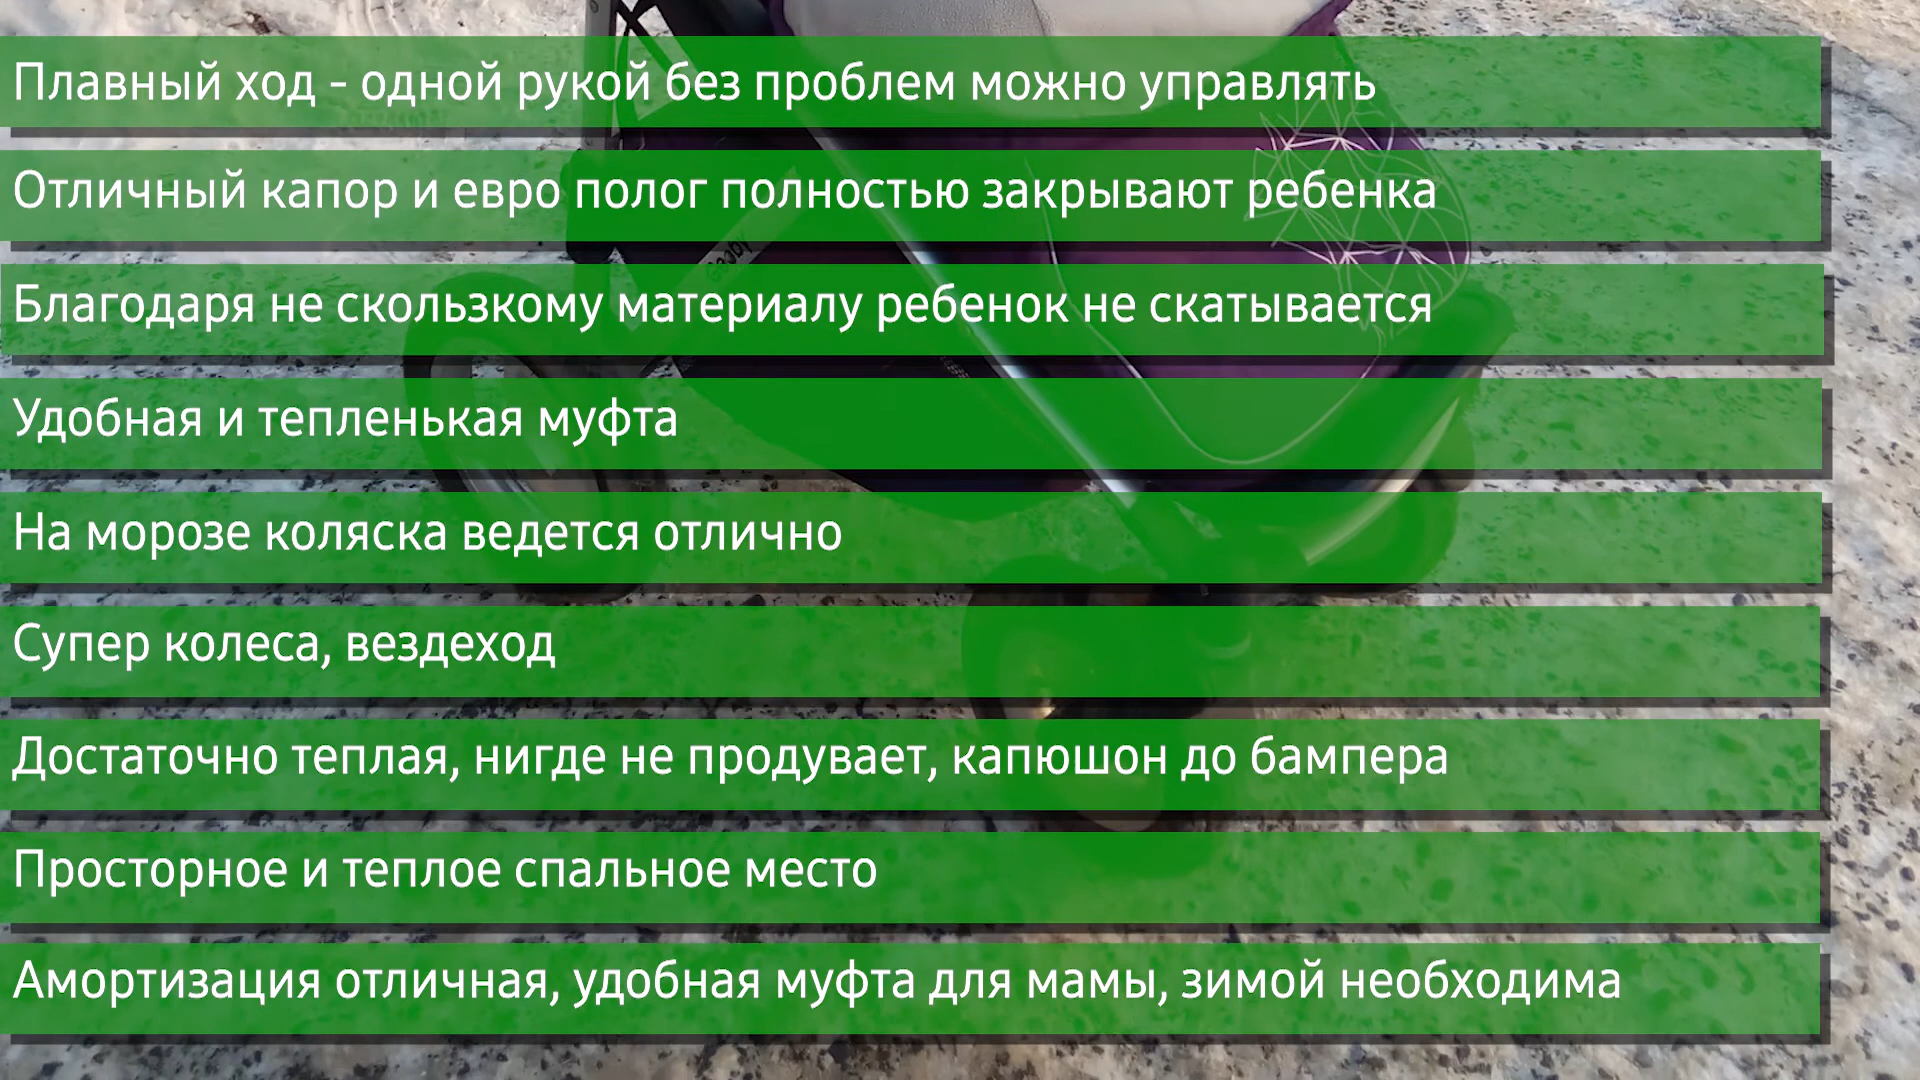 Плавный ход - одной рукой без проблем можно управлять
Отличный капор и евро полог полностью закрывают ребенка
Geoby
Благодаря не скользкому материалу ребенок не скатывается
Удобная и тепленькая муфта
На морозе коляска ведется отлично
Супер колеса, вездеход
Достаточно теплая, нигде не продувает, капюшон до бампера
Просторное и теплое спальное место
Амортизация отличная, удобная муфта для мамы, зимой необходима